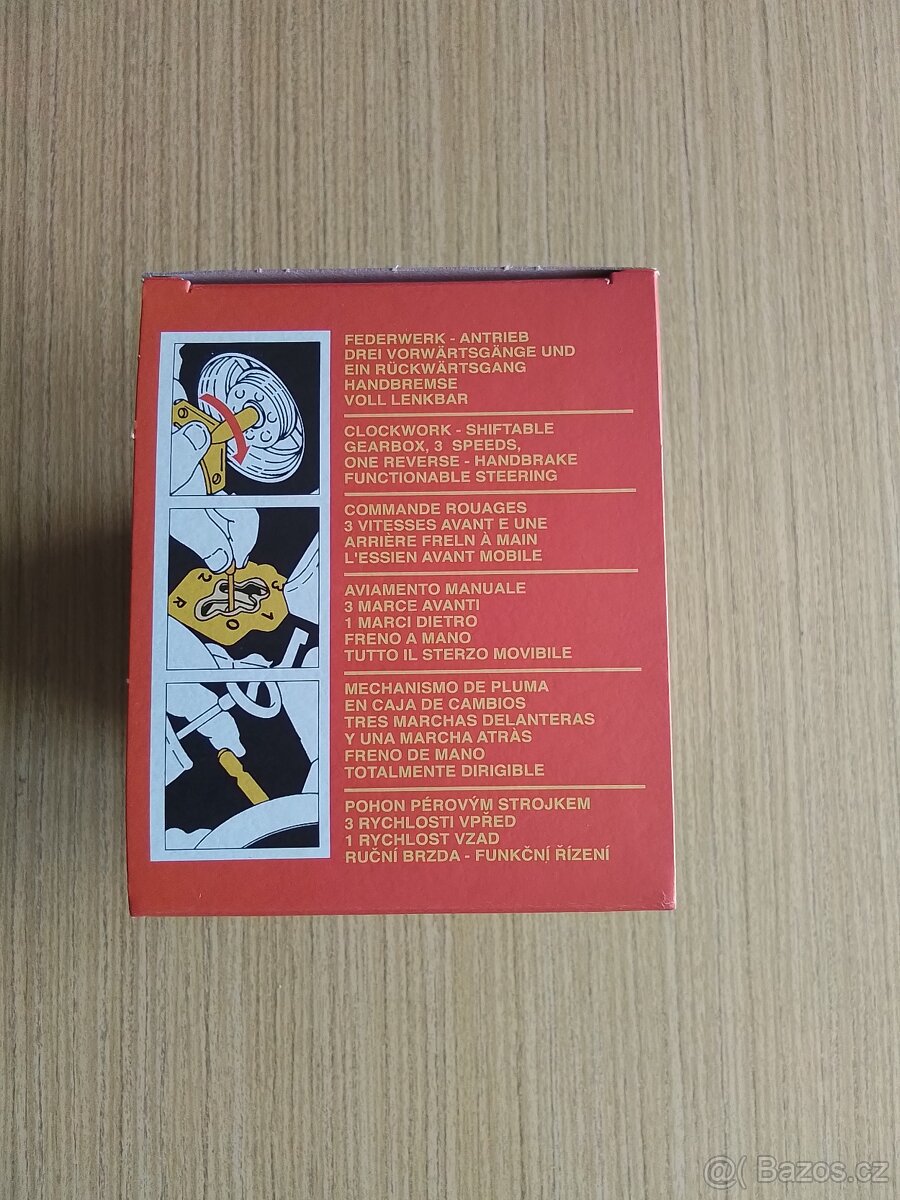 FEDERWERK - ANTRIEB
DREI VORWÄRTSGÄNGE UND
EIN RÜCKWÄRTSGANG
HANDBREMSE
VOLL LENKBAR
CLOCKWORK - SHIFTABLE
GEARBOX, 3 SPEEDS,
ONE REVERSE - HANDBRAKE
FUNCTIONABLE STEERING
COMMANDE ROUAGES
3 VITESSES AVANT E UNE
ARRIÈRE FRELN À MAIN
L'ESSIEN AVANT MOBILE
AVIAMENTO MANUALE
3 MARCE AVANTI
1 MARCI DIETRO
FRENO A MANO
TUTTO IL STERZO MOVIBILE
MECHANISMO DE PLUMA
EN CAJA DE CAMBIOS
TRES MARCHAS DELANTERAS
Y UNA MARCHA ATRÀS
FRENO DE MANO
TOTALMENTE DIRIGIBLE
POHON PÉROVÝM STROJKEM
3 RYCHLOSTI VPŘED
1 RYCHLOST VZAD
RUČNÍ BRZDA - FUNKČNÍ ŘÍZENÍ
2 3
R 0 1
@( Bazos.cz